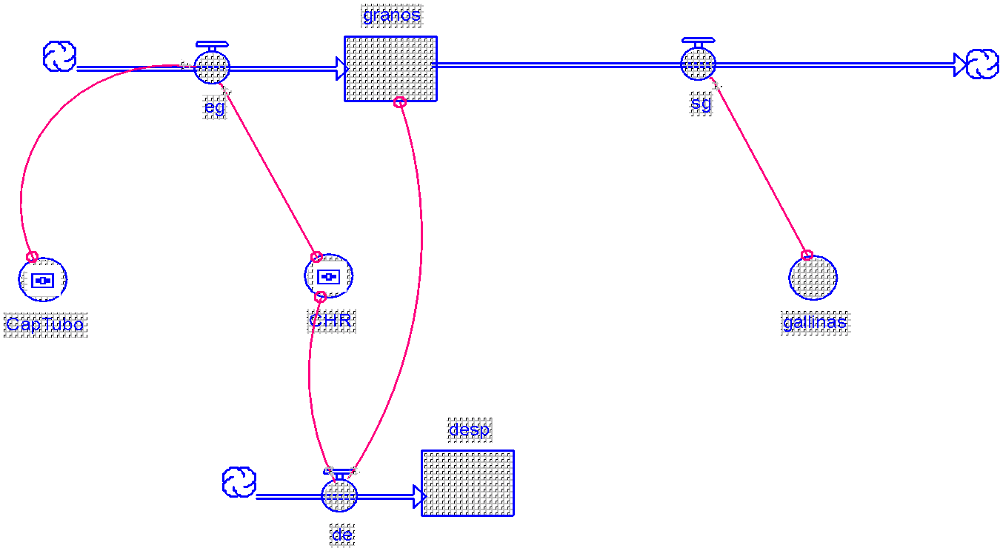 granos
eg
sg
CapTubo
CHR
gallinas
desp
de